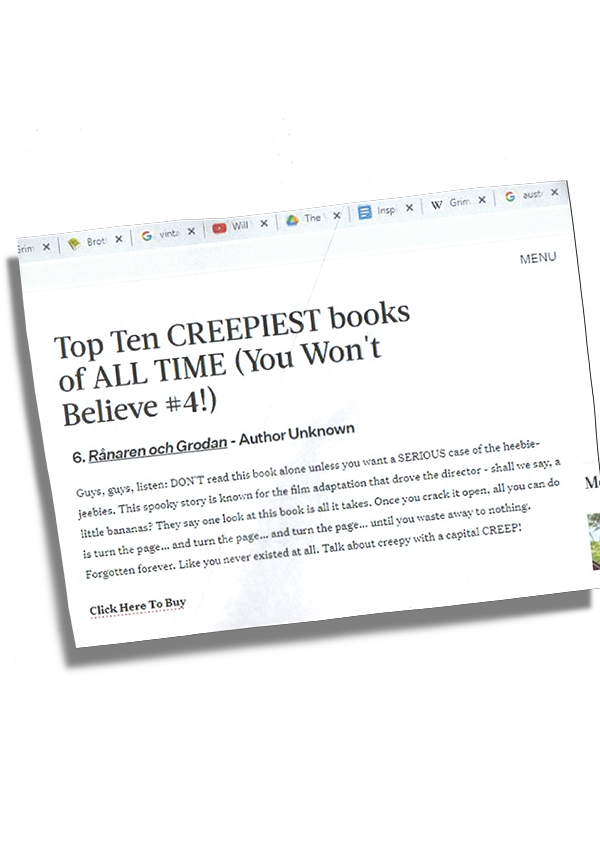 Grim
Brot
vinta
Will
The
Insp
W Grim
aust
MENU
Top Ten CREEPIEST books
of ALL TIME (You Won't
Believe #4!)
6. Rånaren och Grodan - Author Unknown
Guys, guys, listen: DON'T read this book alone unless you want a SERIOUS case of the heebie-
jeebies. This spooky story is known for the film adaptation that drove the director - shall we say, a
little bananas? They say one look at this book is all it takes. Once you crack it open, all you can do
is turn the page... and turn the page... and turn the page... until you waste away to nothing.
Forgotten forever. Like you never existed at all. Talk about creepy with a capital CREEP!
Click Here To Buy